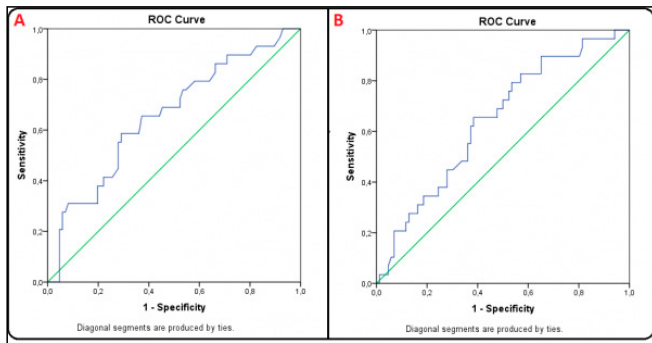 A
ROC Curve
1,0
0,8
0,6
0,4
0,2
0,0
Sensitivity
0,0 0,2 0,4 0,6 0,8 1,0
1 - Specificity
Diagonal segments are produced by ties.
B
ROC Curve
1,0
0,8
0,6
0,4
0,2
0,0
Sensitivity
0,0 0,2 0,4 0,6 0,8 1,0
1 - Specificity
Diagonal segments are produced by ties.